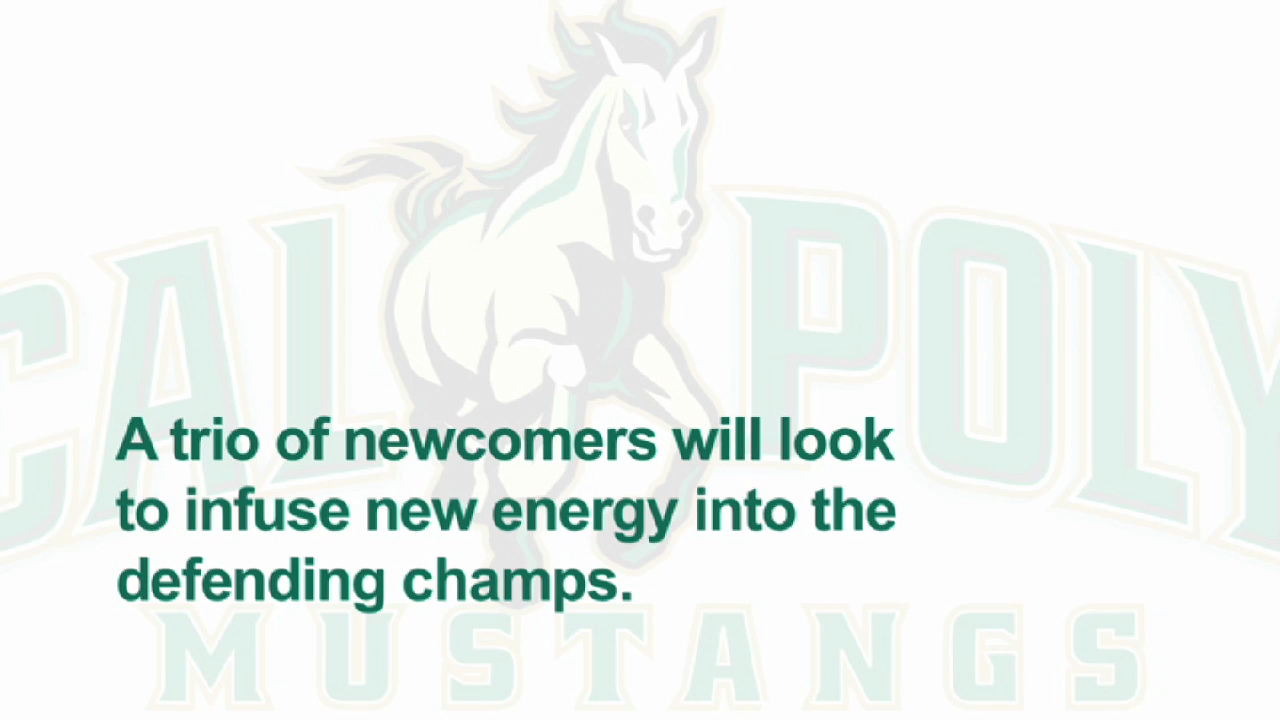 CAL POLY
A trio of newcomers will look
to infuse new energy into the
defending champs.
MUSTANGS